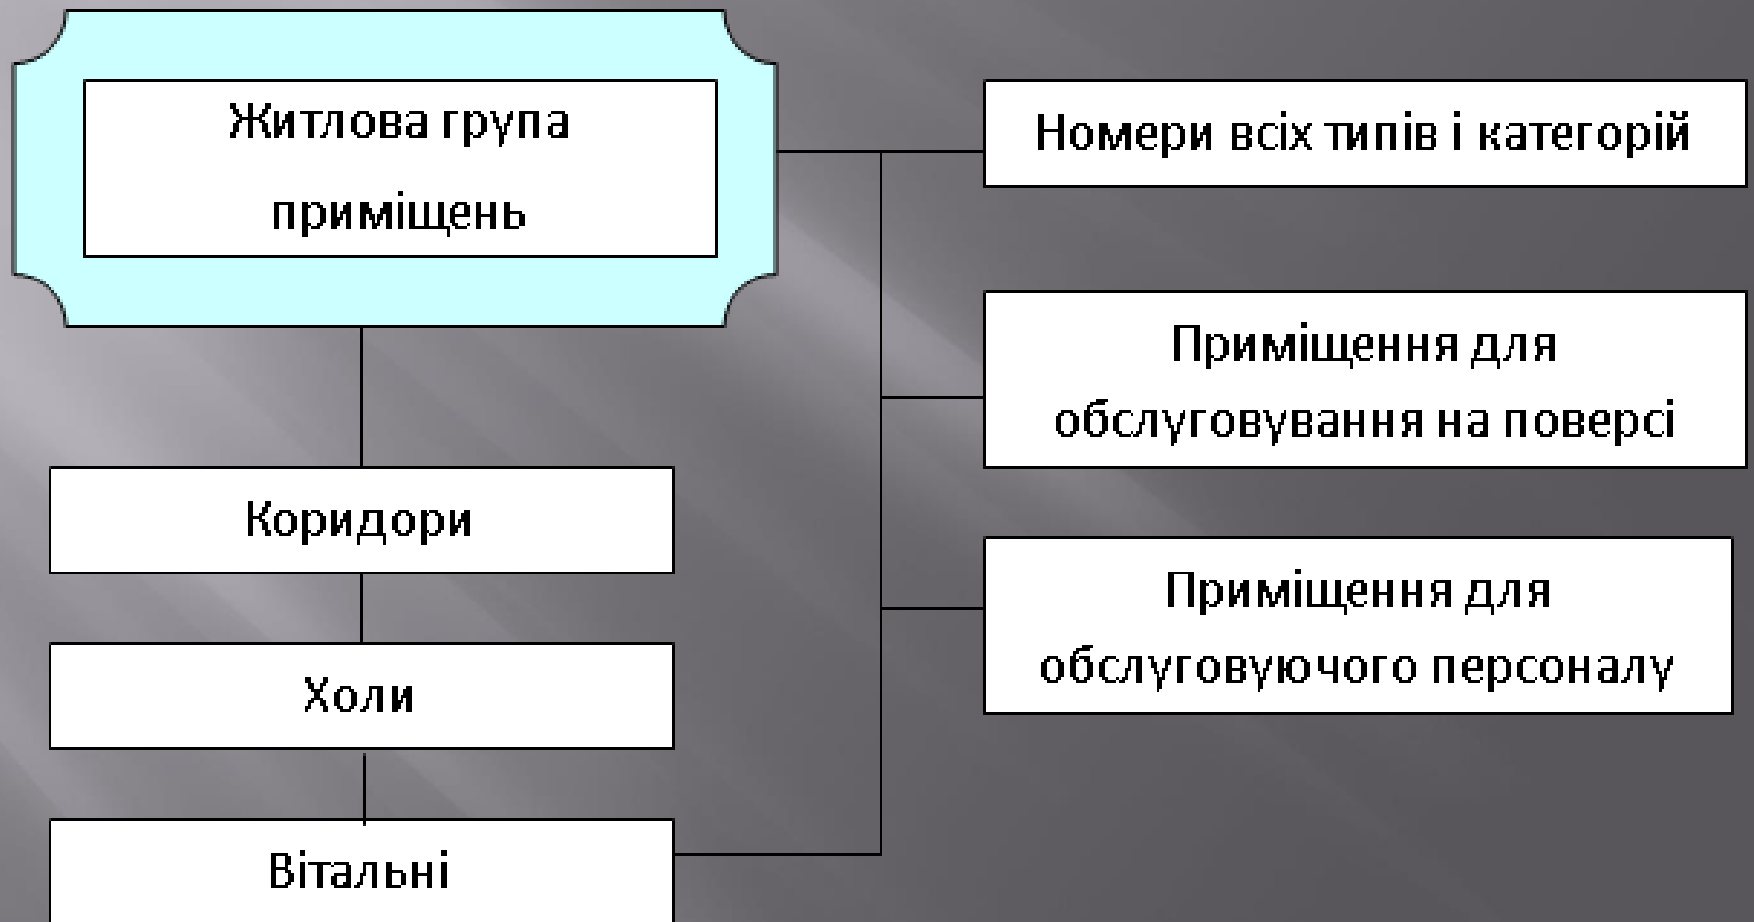 Житлова група
приміщень
Номери всіх типів і категорій
Приміщення для
обслуговування на поверсі
Приміщення для
обслуговуючого персоналу
Коридори
Холи
Вітальні